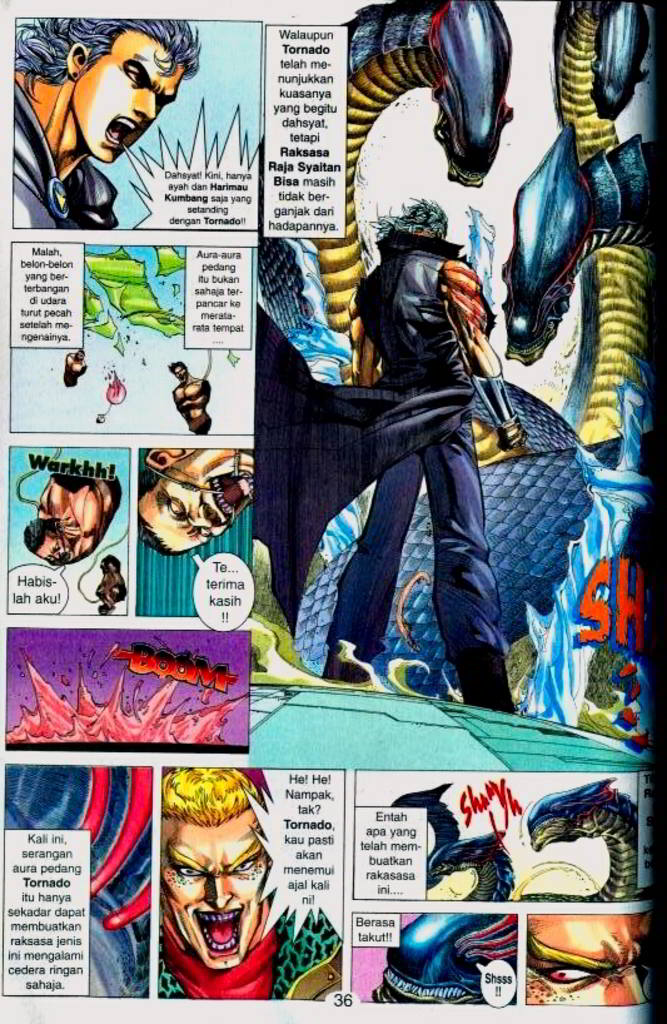 Dahsyat! Kini, hanya
ayah dan Harimau
Kumbang saja yang
setanding
dengan Tornado!!
Walaupun
Tornado
telah me-
nunjukkan
kuasanya
yang begitu
dahsyat,
tetapi
Raksasa
Raja Syaitan
Bisa masih
tidak ber-
ganjak dari
hadapannya.
Aura-aura
pedang
itu bukan
sahaja ter-
pancar ke
merata-
rata tempat
....
Malah,
belon-belon
yang ber-
terbangan
di udara
turut pecah
setelah me-
ngenainya.
Warkhh!
Habis-
lah aku!
Te...
terima
kasih
!!
BOOM
SH
Kali ini,
serangan
aura pedang
Tornado
itu hanya
sekadar dapat
membuatkan
raksasa jenis
ini mengalami
cedera ringan
sahaja.
He! He!
Nampak,
tak?
Tornado,
kau pasti
akan
menemui
ajal kali
ni!
Entah
apa yang
telah mem-
buatkan
rakasasa
ini....
Berasa
takut!!
Shsss
!!
36